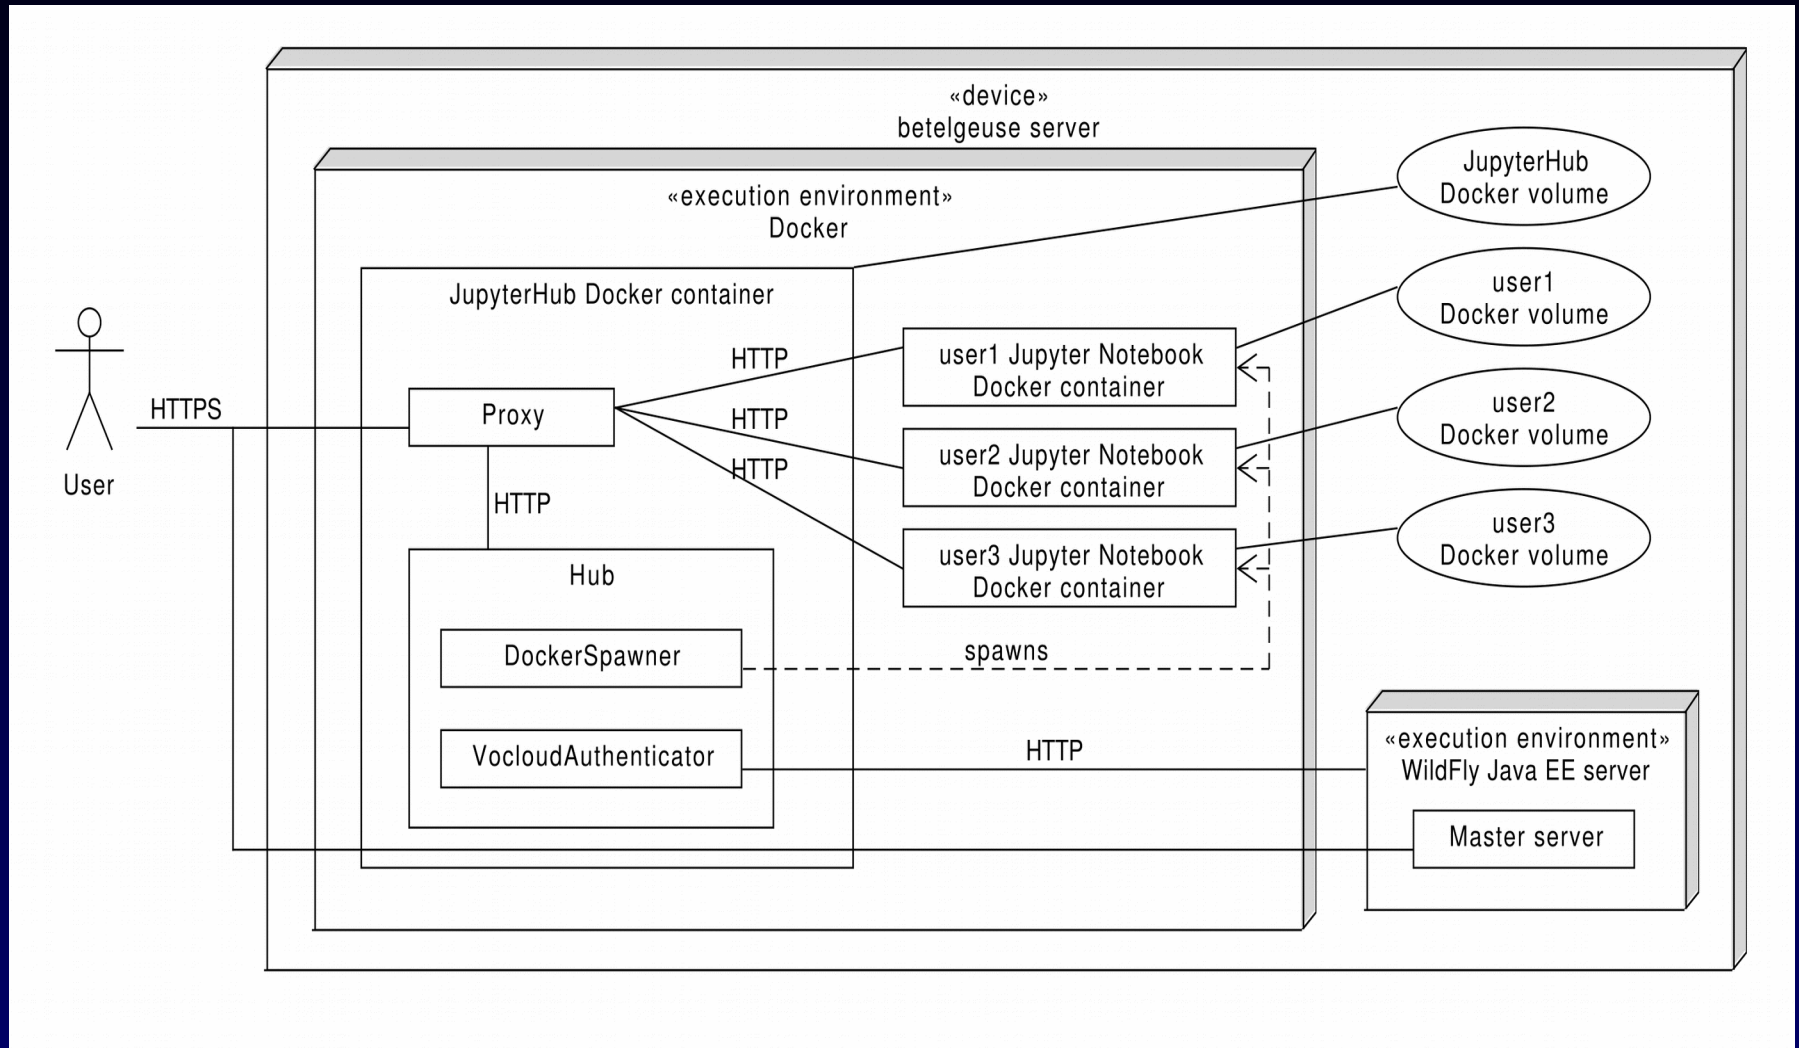 «device»
betelgeuse server
«execution environment»
Docker
JupyterHub
Docker volume
JupyterHub Docker container
user1
Docker volume
HTTP
user1 Jupyter Notebook
Docker container
HTTPS
Proxy
HTTP
user2
Docker volume
User
HTTP
user2 Jupyter Notebook
Docker container
HTTP
user3
Docker volume
Hub
user3 Jupyter Notebook
Docker container
DockerSpawner
spawns
VocloudAuthenticator
HTTP
«execution environment»
WildFly Java EE server
Master server